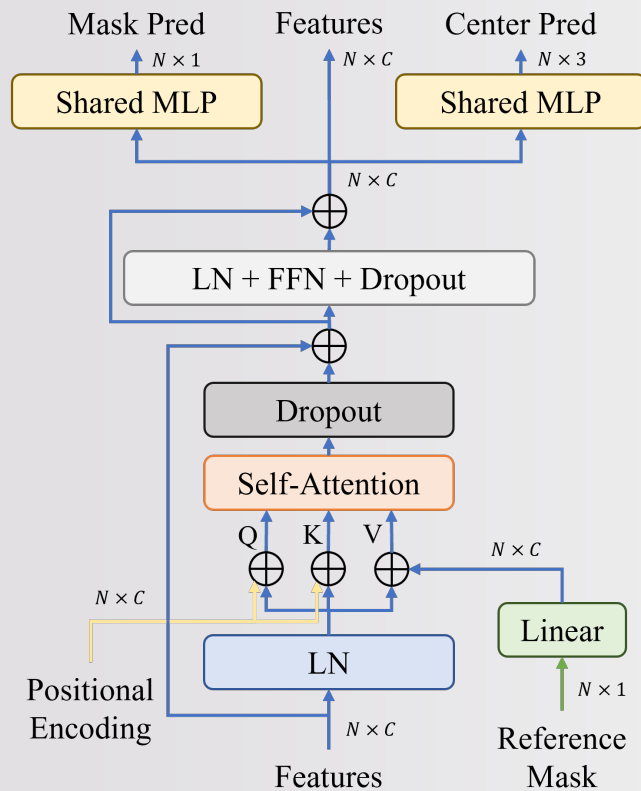 Mask Pred
Features
Center Pred
N × 1
N × C
N × 3
Shared MLP
Shared MLP
N × C
LN + FFN + Dropout
Dropout
Self-Attention
Q
K
V
N × C
N × C
Linear
LN
N × 1
Positional
Encoding
N × C
Reference
Mask
Features